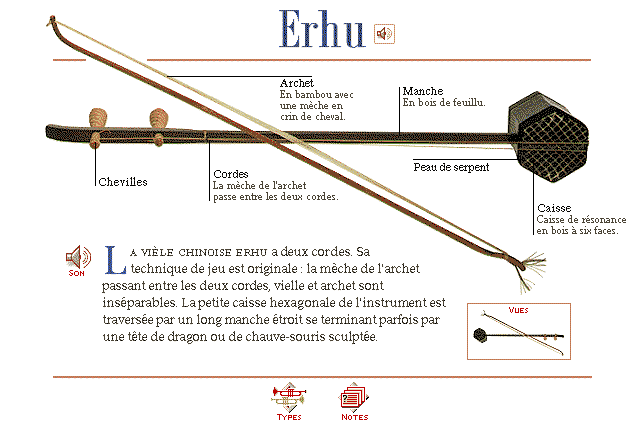 Erhu
Archet
En bambou avec
une mèche en
crin de cheval.
Manche
En bois de feuillu.
Chevilles
Cordes
La mèche de l'archet
passe entre les deux cordes.
Peau de serpent
Caisse
Caisse de résonance
en bois à six faces.
Son
LA VIÈLE CHINOISE ERHU a deux cordes. Sa
technique de jeu est originale : la mèche de l'archet
passant entre les deux cordes, vielle et archet sont
inséparables. La petite caisse hexagonale de l'instrument est
traversée par un long manche étroit se terminant parfois par
une tête de dragon ou de chauve-souris sculptée.
Vues
Types
Notes